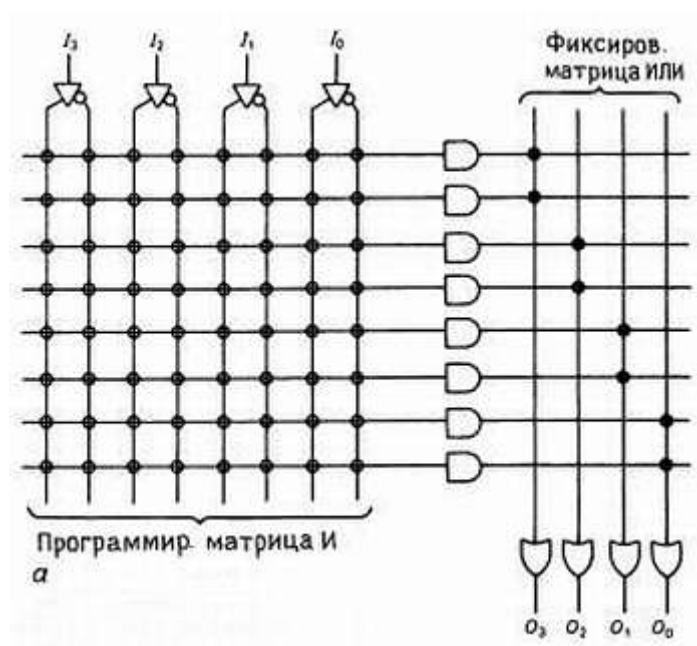 I₃ I₂ I₁ I₀
Фиксиров.
матрица ИЛИ
Программир. матрица И
а
O₃ O₂ O₁ O₀